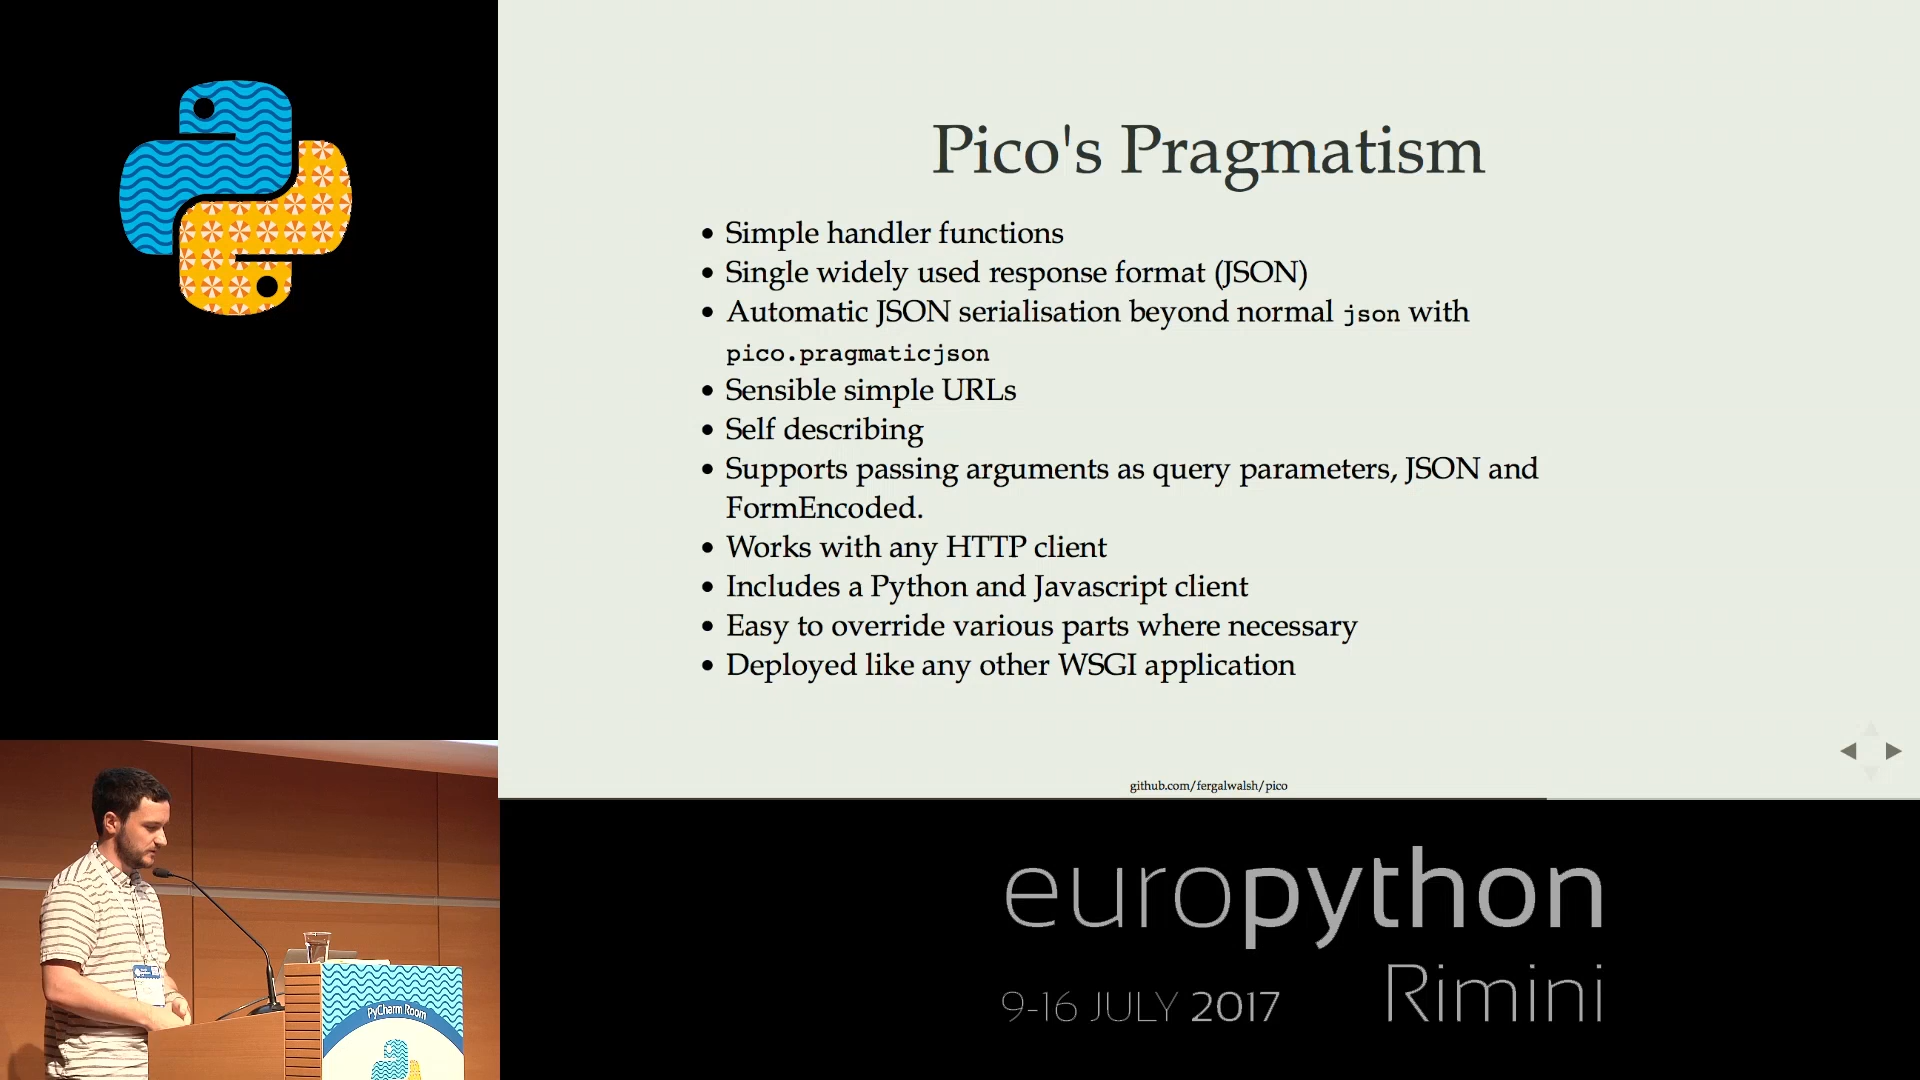 Pico's Pragmatism
• Simple handler functions
• Single widely used response format (JSON)
• Automatic JSON serialisation beyond normal json with
pico.pragmaticjson
• Sensible simple URLs
• Self describing
• Supports passing arguments as query parameters, JSON and
FormEncoded.
• Works with any HTTP client
• Includes a Python and Javascript client
• Easy to override various parts where necessary
• Deployed like any other WSGI application
github.com/fergalwalsh/pico
PyCharm Room
europython
9-16 JULY 2017 Rimini